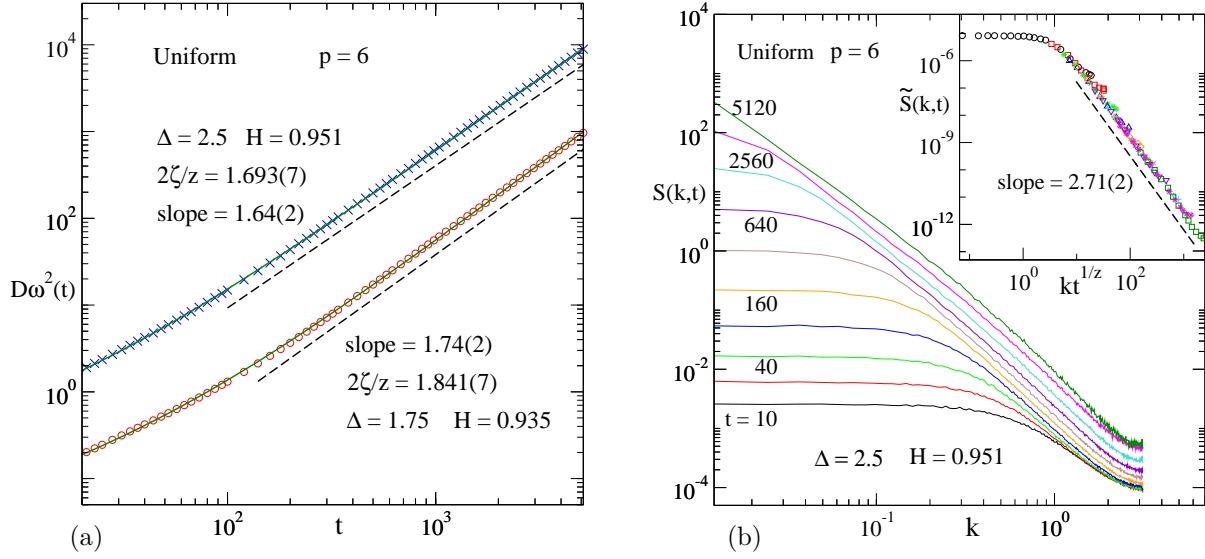 10^4
Uniform p = 6
Δ = 2.5 H = 0.951
2ζ/z = 1.693(7)
slope = 1.64(2)
10^2
Dω^2(t)
slope = 1.74(2)
2ζ/z = 1.841(7)
Δ = 1.75 H = 0.935
10^0
10^2 t 10^3
(a)
10^4
Uniform p = 6
5120
10^2
2560
S(k,t)
640
10^0
160
40
10^-2
t = 10
Δ = 2.5 H = 0.951
10^-4
10^-1 k 10^0
(b)
10^-6
S̃(k,t)
10^-9
slope = 2.71(2)
10^-12
10^0 kt^1/z 10^2